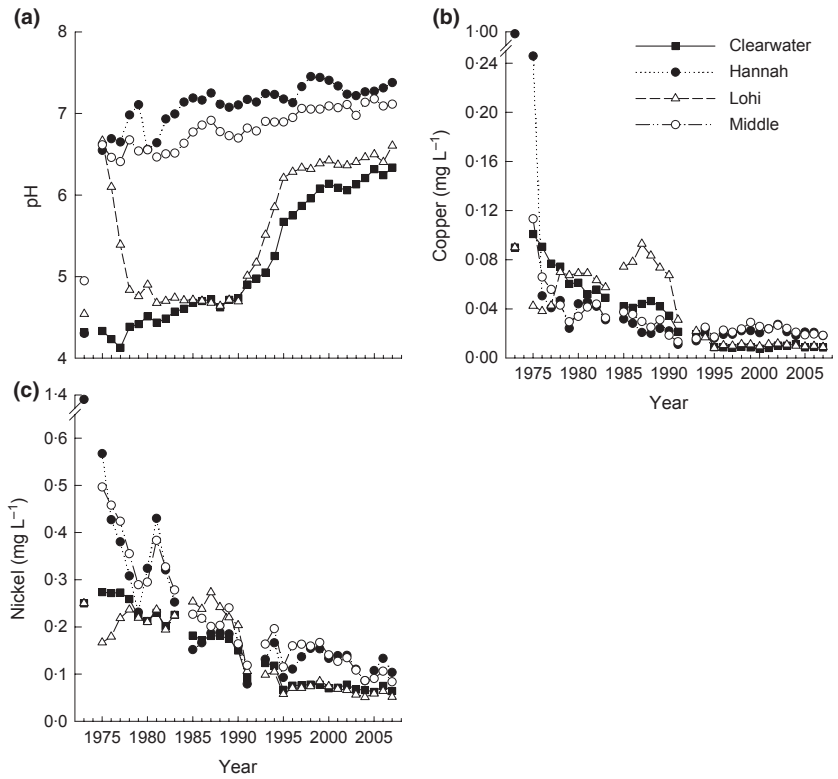 (a)
8
7
6
5
4
pH
1975 1980 1985 1990 1995 2000 2005
(b)
1·00
0·24
0·20
0·16
0·12
0·08
0·04
0·00
Copper (mg L–1)
Clearwater
Hannah
Lohi
Middle
1975 1980 1985 1990 1995 2000 2005
Year
(c)
1·4
0·6
0·5
0·4
0·3
0·2
0·1
0·0
Nickel (mg L–1)
1975 1980 1985 1990 1995 2000 2005
Year